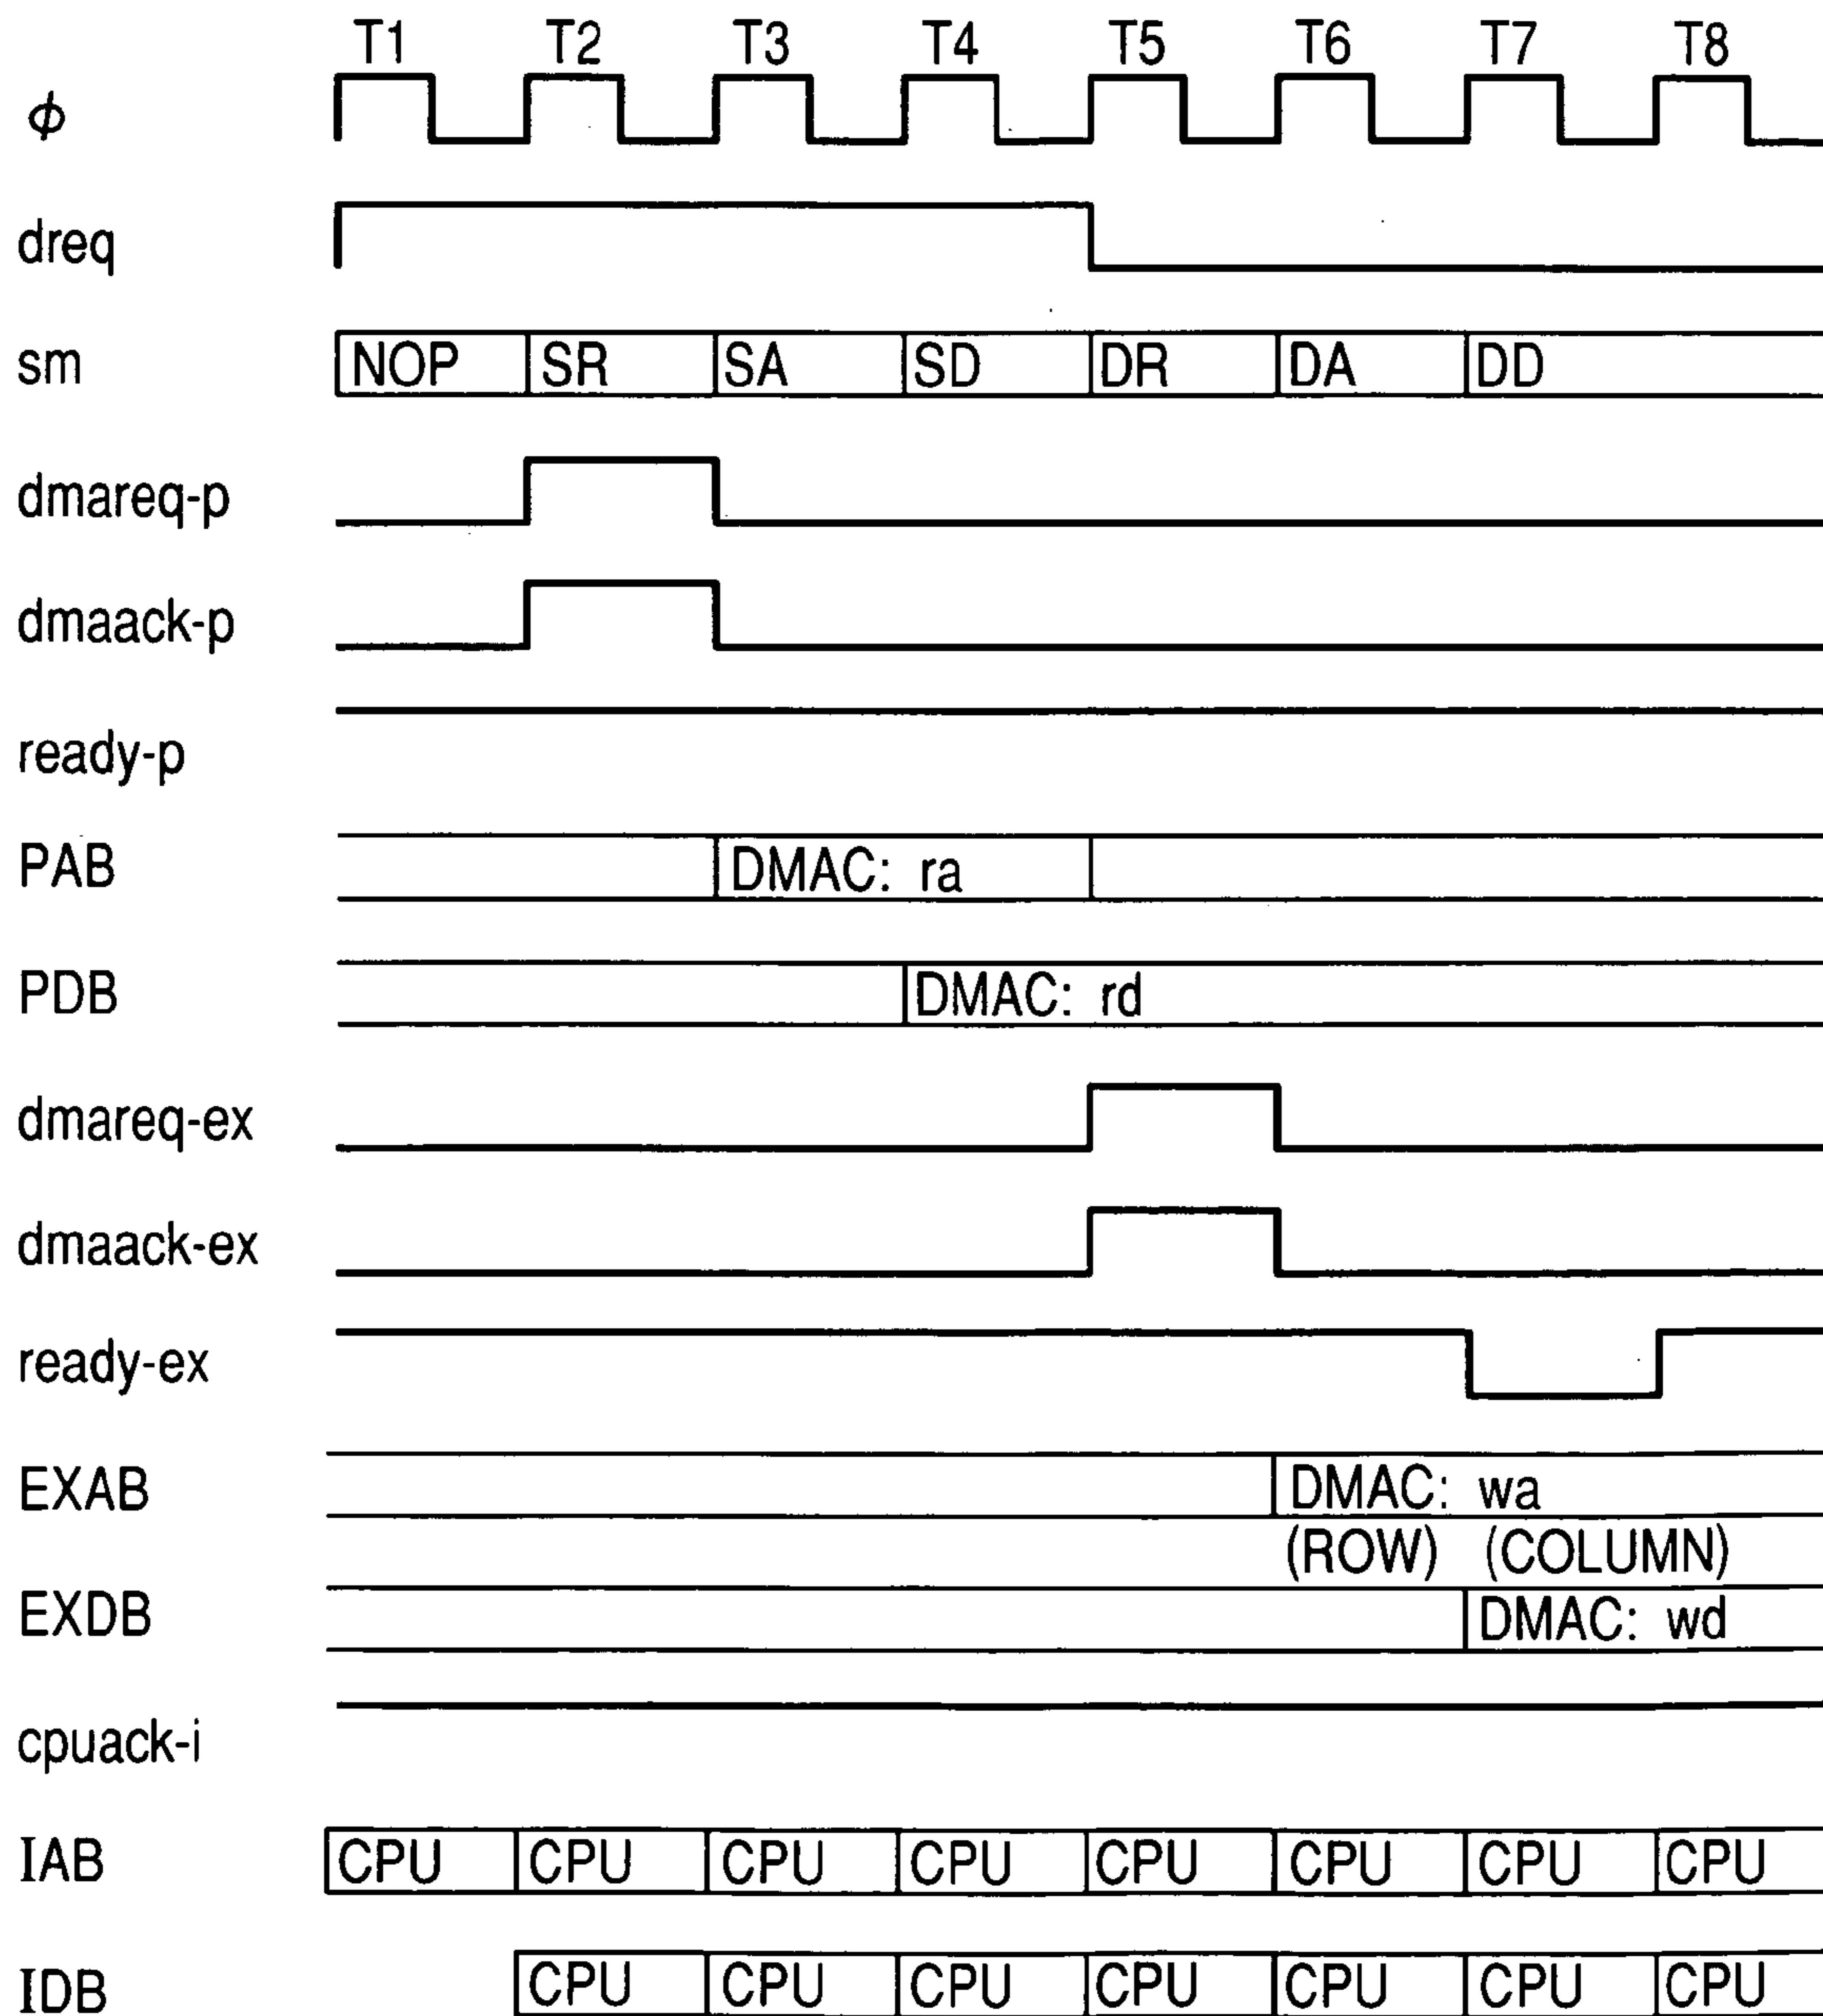 T1 T2 T3 T4 T5 T6 T7 T8
ϕ
dreq
sm NOP SR SA SD DR DA DD
dmareq-p
dmaack-p
ready-p
PAB DMAC: ra
PDB DMAC: rd
dmareq-ex
dmaack-ex
ready-ex
EXAB DMAC: wa
(ROW) (COLUMN)
EXDB DMAC: wd
cpuack-i
IAB CPU CPU CPU CPU CPU CPU CPU CPU
IDB CPU CPU CPU CPU CPU CPU CPU